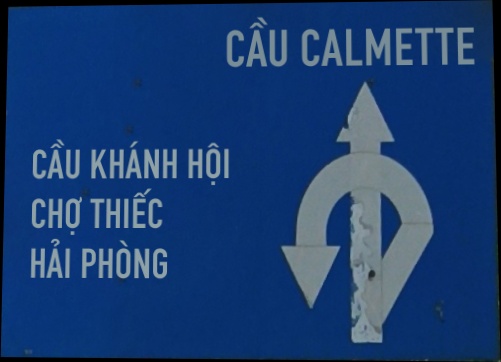 CẦU CALMETTE
CẦU KHÁNH HỘI
CHỢ THIẾC
HẢI PHÒNG